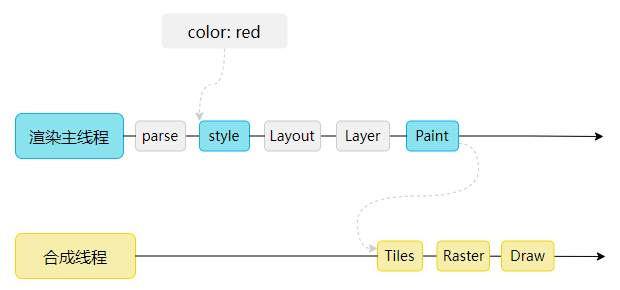 color: red
渲染主线程
parse
style
Layout
Layer
Paint
合成线程
Tiles
Raster
Draw